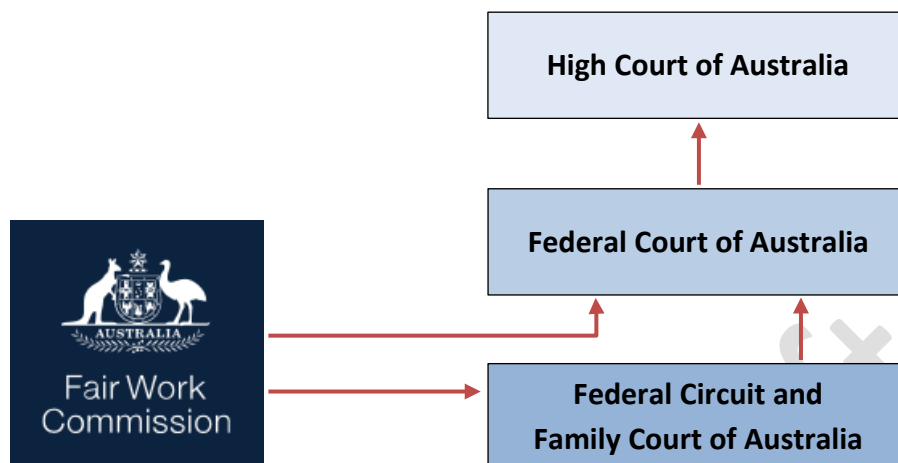 High Court of Australia
Federal Court of Australia
AUSTRALIA
Fair Work
Commission
Federal Circuit and
Family Court of Australia